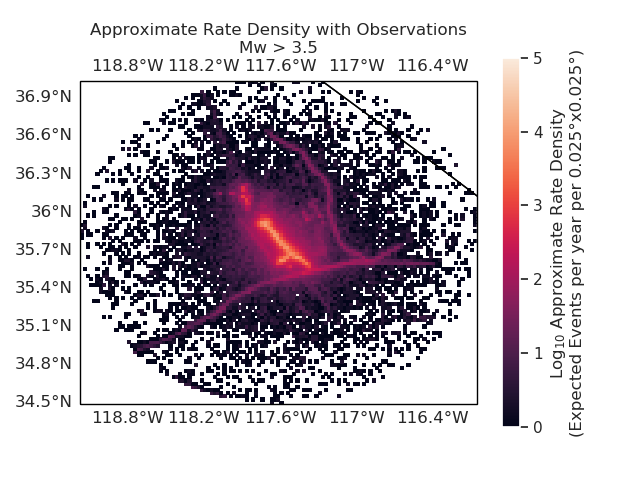 Approximate Rate Density with Observations
Mw > 3.5
118.8°W 118.2°W 117.6°W 117°W 116.4°W
36.9°N
36.6°N
36.3°N
36°N
35.7°N
35.4°N
35.1°N
34.8°N
34.5°N
118.8°W 118.2°W 117.6°W 117°W 116.4°W
5
4
3
2
1
0
Log₁₀ Approximate Rate Density
(Expected Events per year per 0.025°x0.025°)